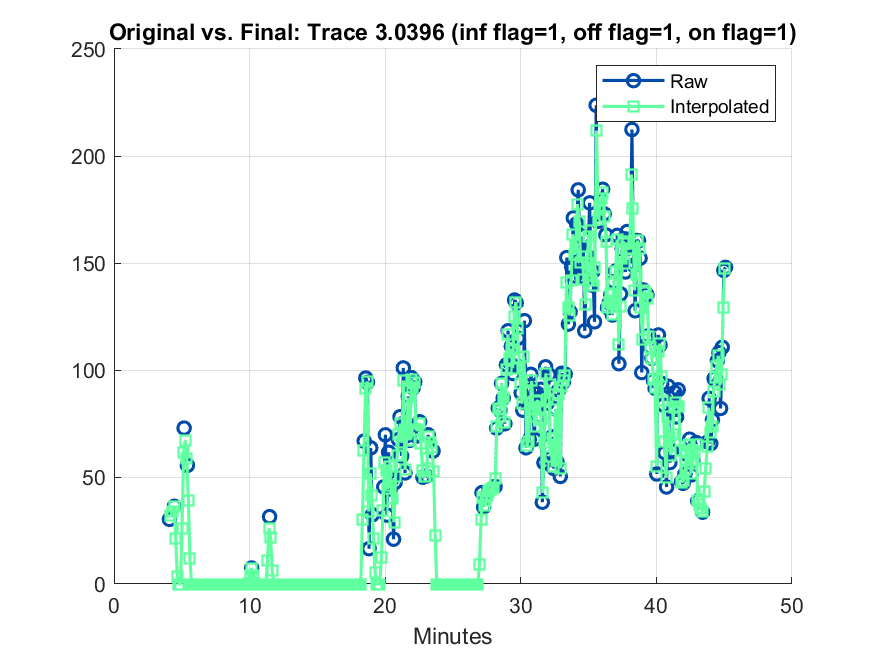 Original vs. Final: Trace 3.0396 (inf flag=1, off flag=1, on flag=1)
250
200
150
100
50
0
Raw
Interpolated
0 10 20 30 40 50
Minutes